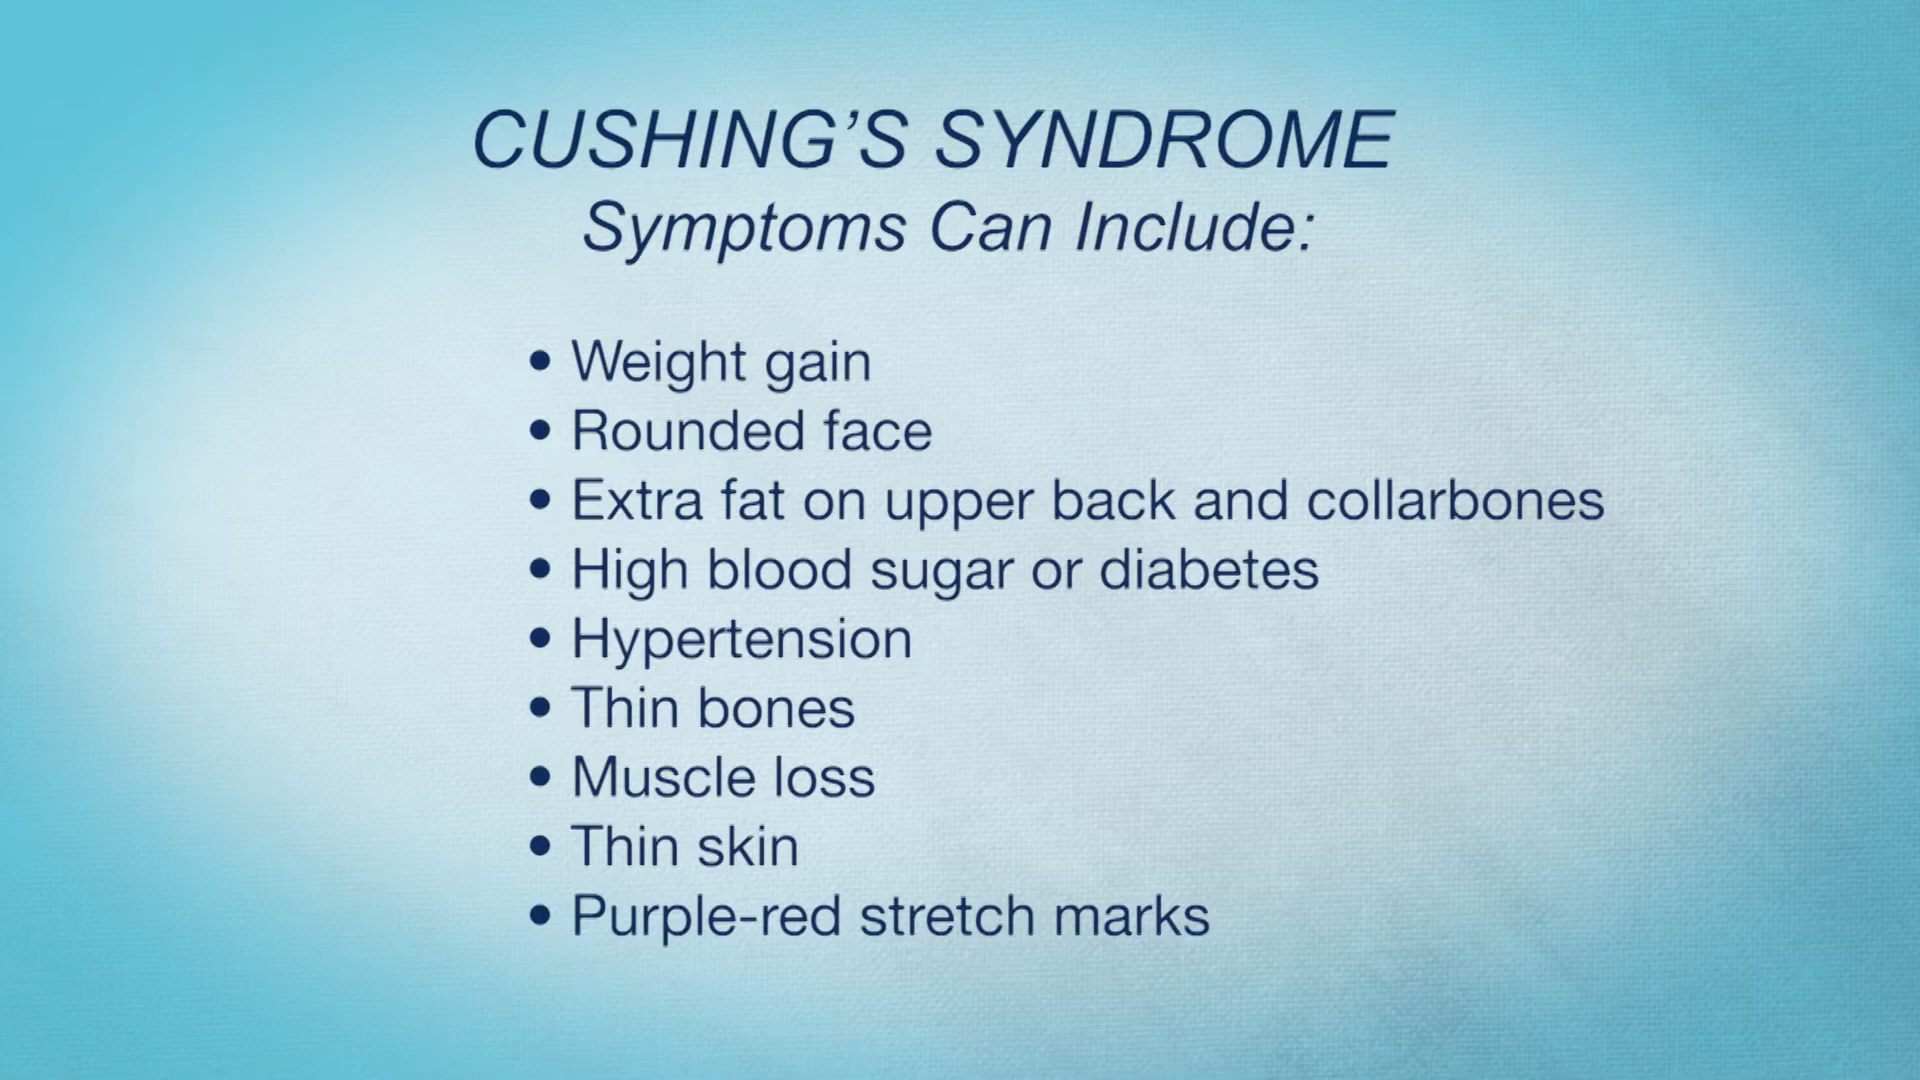 CUSHING’S SYNDROME
Symptoms Can Include:
• Weight gain
• Rounded face
• Extra fat on upper back and collarbones
• High blood sugar or diabetes
• Hypertension
• Thin bones
• Muscle loss
• Thin skin
• Purple-red stretch marks